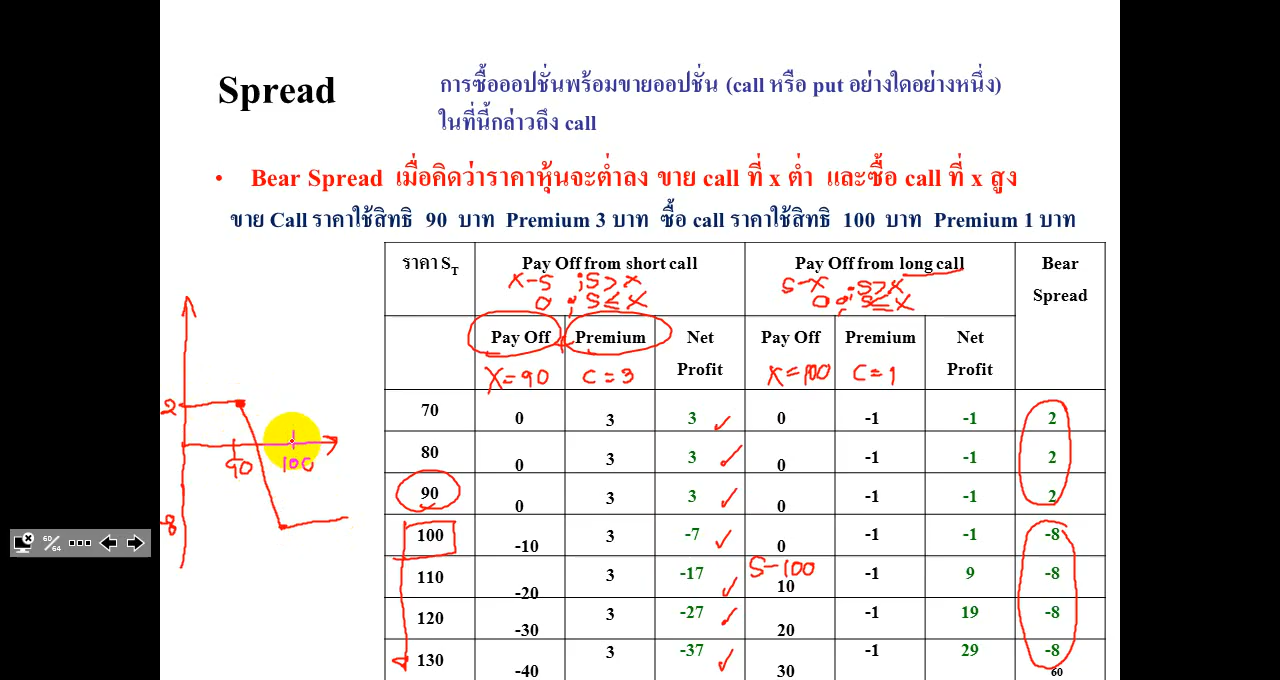 Spread
การซื้อออปชั่นพร้อมขายออปชั่น (call หรือ put อย่างใดอย่างหนึ่ง)
ในที่นี้กล่าวถึง call
• Bear Spread เมื่อคิดว่าราคาหุ้นจะต่ำลง ขาย call ที่ x ต่ำ และซื้อ call ที่ x สูง
ขาย Call ราคาใช้สิทธิ 90 บาท Premium 3 บาท ซื้อ call ราคาใช้สิทธิ 100 บาท Premium 1 บาท
ราคา S_T Pay Off from short call Pay Off from long call Bear Spread
X-S ; S > X S-X ; S > X
0 ; S ≤ X 0 ; S ≤ X
Pay Off Premium Net Profit Pay Off Premium Net Profit
X=90 C=3 X=100 C=1
70 0 3 3 0 -1 -1 2
80 0 3 3 0 -1 -1 2
90 0 3 3 0 -1 -1 2
100 -10 3 -7 0 -1 -1 -8
S-100
110 -20 3 -17 10 -1 9 -8
120 -30 3 -27 20 -1 19 -8
130 -40 3 -37 30 -1 29 -8
2
90 100
-8
60/64
60